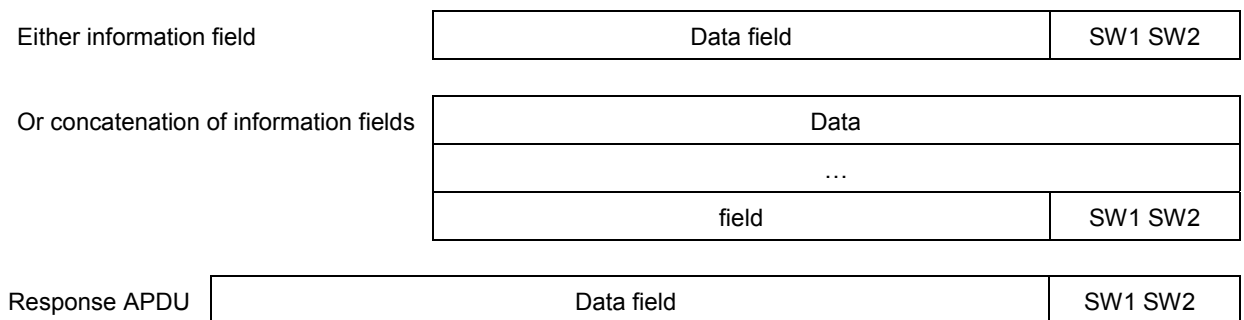 Either information field Data field SW1 SW2
Or concatenation of information fields Data
…
field SW1 SW2
Response APDU Data field SW1 SW2